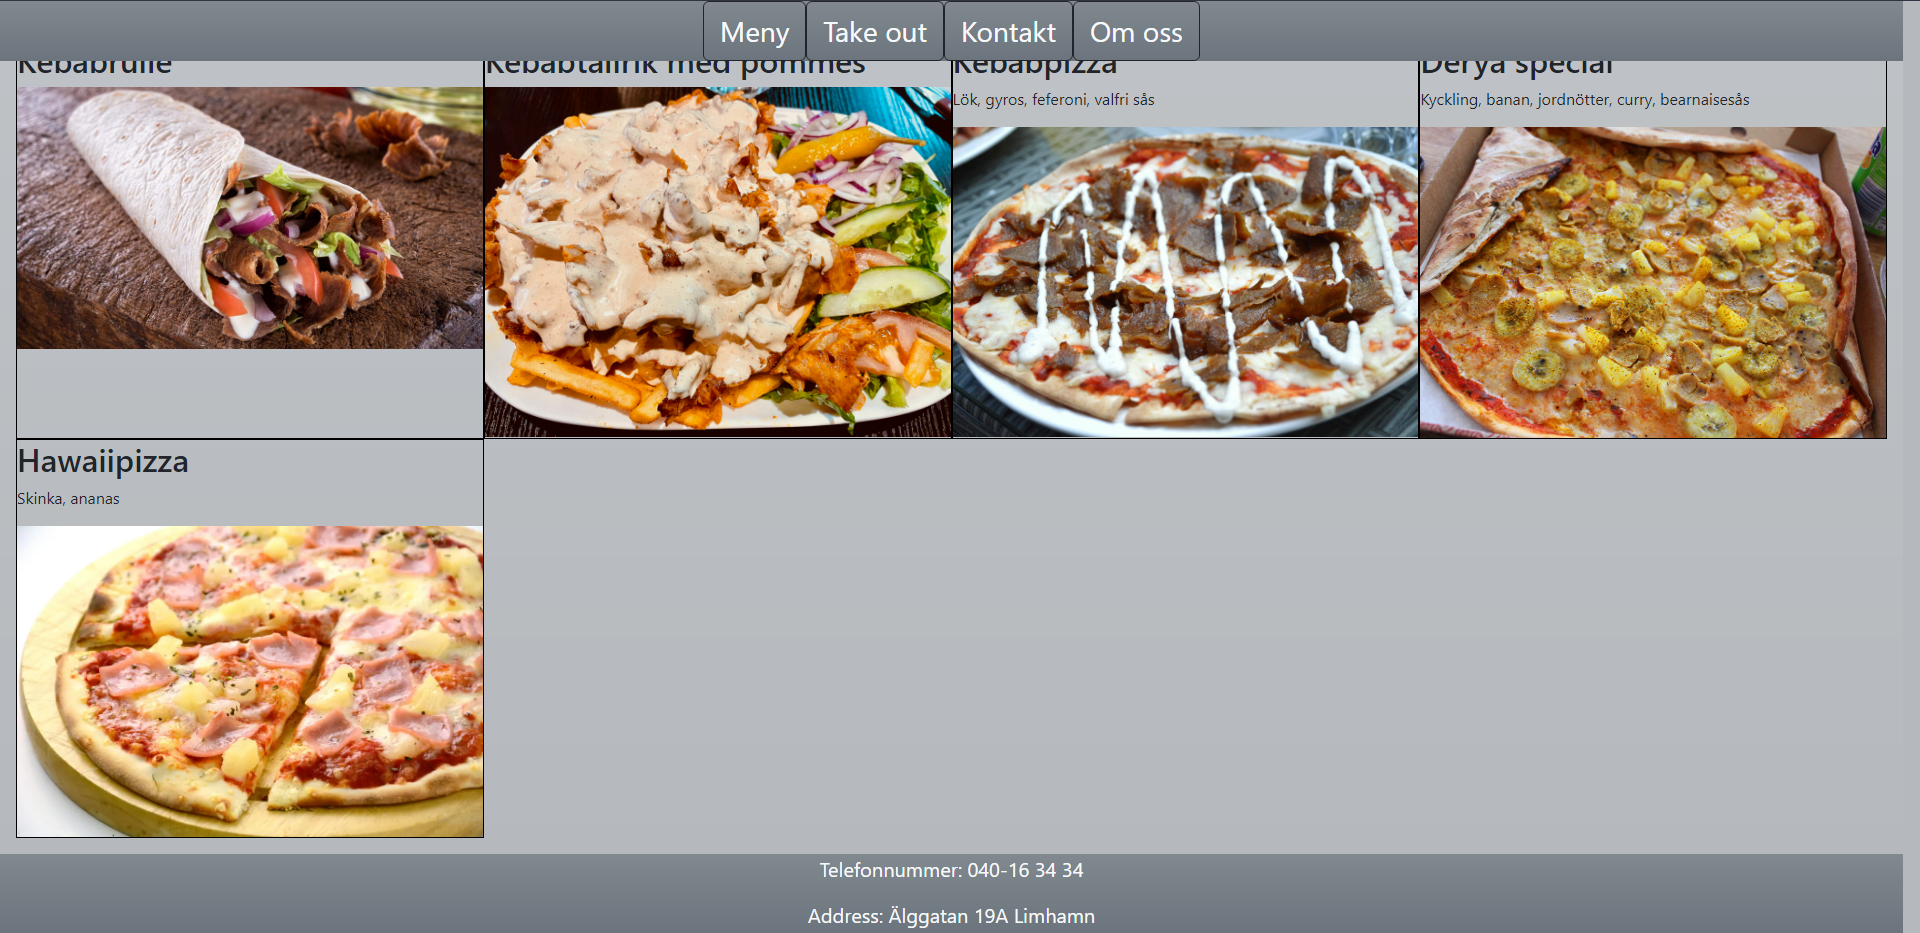 Meny Take out Kontakt Om oss
Kebabrulle
Kebabtallrik med pommes
Kebabpizza
Lök, gyros, feferoni, valfri sås
Derya special
Kyckling, banan, jordnötter, curry, bearnaisesås
Hawaiipizza
Skinka, ananas
Telefonnummer: 040-16 34 34
Address: Älggatan 19A Limhamn